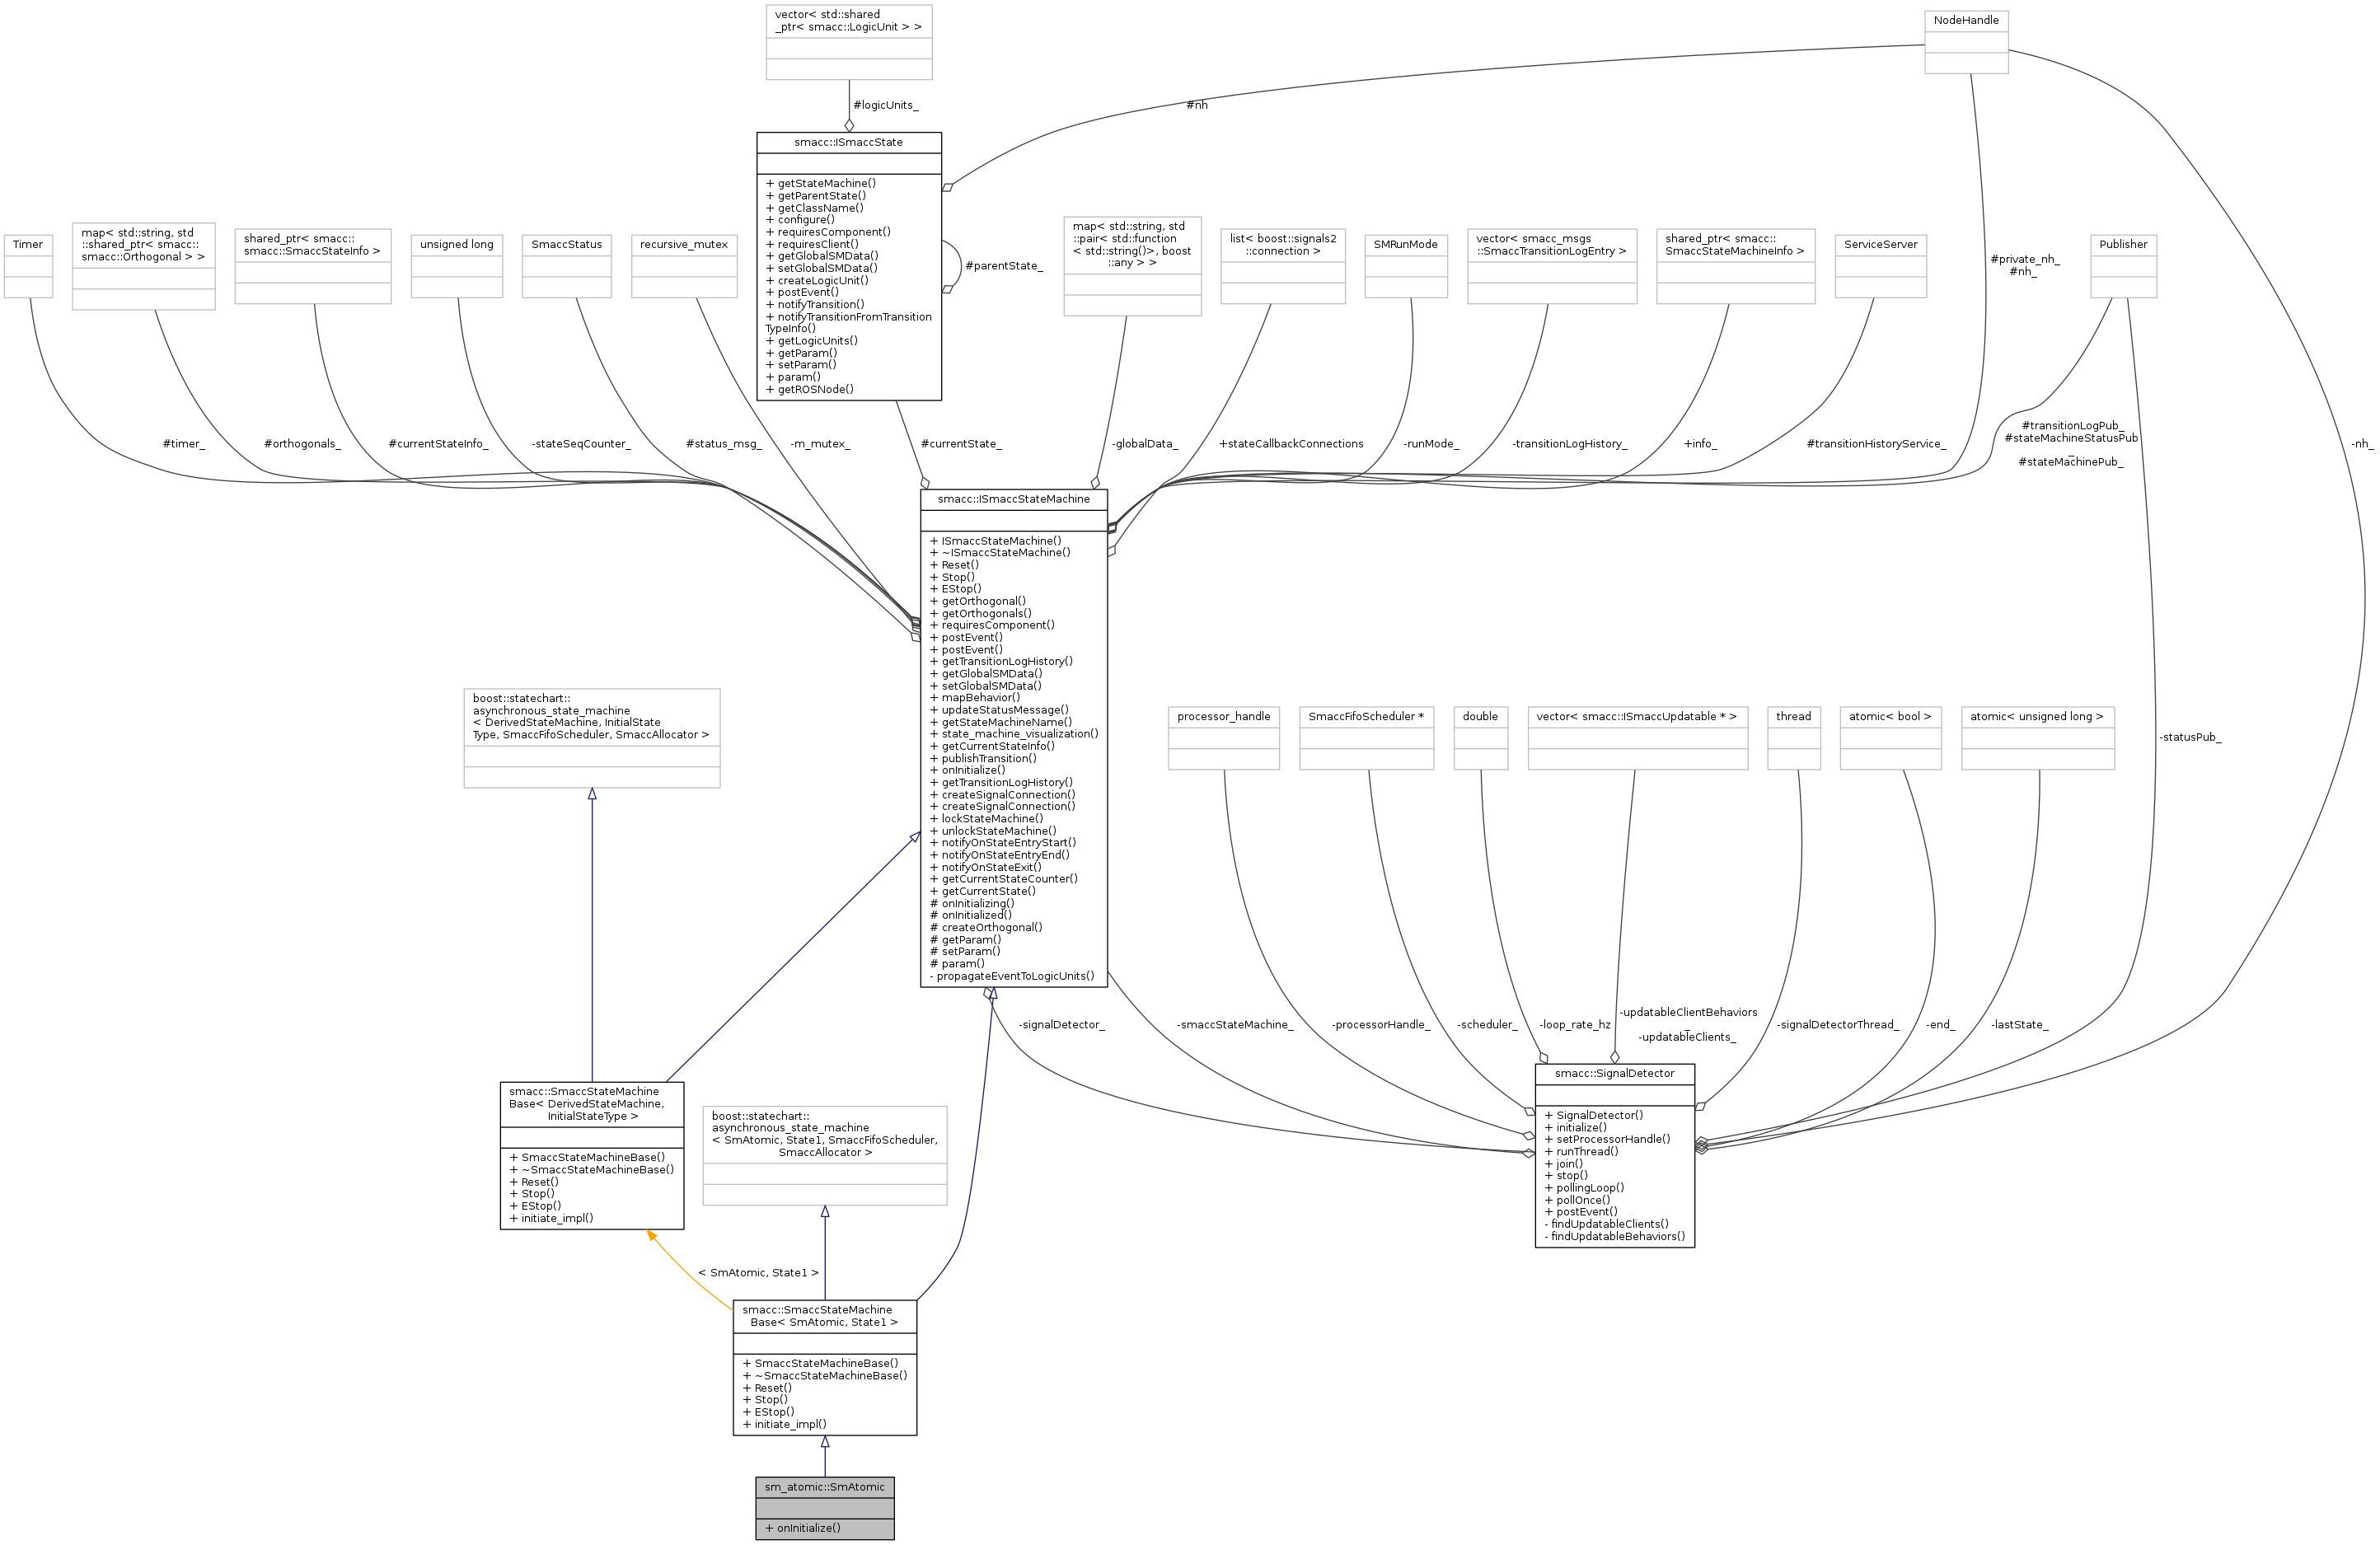 vector< std::shared
_ptr< smacc::LogicUnit > >
NodeHandle
#logicUnits_
#nh
smacc::ISmaccState
+ getStateMachine()
+ getParentState()
+ getClassName()
+ configure()
+ requiresComponent()
+ requiresClient()
+ getGlobalSMData()
+ setGlobalSMData()
+ createLogicUnit()
+ postEvent()
+ notifyTransition()
+ notifyTransitionFromTransition
TypeInfo()
+ getLogicUnits()
+ getParam()
+ setParam()
+ param()
+ getROSNode()
#parentState_
Timer
map< std::string, std
::shared_ptr< smacc::
smacc::Orthogonal > >
shared_ptr< smacc::
smacc::SmaccStateInfo >
unsigned long
SmaccStatus
recursive_mutex
map< std::string, std
::pair< std::function
< std::string()>, boost
::any > >
list< boost::signals2
::connection >
SMRunMode
vector< smacc_msgs
::SmaccTransitionLogEntry >
shared_ptr< smacc::
SmaccStateMachineInfo >
ServiceServer
#private_nh_
#nh_
Publisher
#timer_
#orthogonals_
#currentStateInfo_
-stateSeqCounter_
#status_msg_
-m_mutex_
#currentState_
-globalData_
+stateCallbackConnections
-runMode_
-transitionLogHistory_
+info_
#transitionHistoryService_
#transitionLogPub_
#stateMachineStatusPub
_
#stateMachinePub_
-nh_
smacc::ISmaccStateMachine
+ ISmaccStateMachine()
+ ~ISmaccStateMachine()
+ Reset()
+ Stop()
+ EStop()
+ getOrthogonal()
+ getOrthogonals()
+ requiresComponent()
+ postEvent()
+ postEvent()
+ getTransitionLogHistory()
+ getGlobalSMData()
+ setGlobalSMData()
+ mapBehavior()
+ updateStatusMessage()
+ getStateMachineName()
+ state_machine_visualization()
+ getCurrentStateInfo()
+ publishTransition()
+ onInitialize()
+ getTransitionLogHistory()
+ createSignalConnection()
+ createSignalConnection()
+ lockStateMachine()
+ unlockStateMachine()
+ notifyOnStateEntryStart()
+ notifyOnStateEntryEnd()
+ notifyOnStateExit()
+ getCurrentStateCounter()
+ getCurrentState()
# onInitializing()
# onInitialized()
# createOrthogonal()
# getParam()
# setParam()
# param()
- propagateEventToLogicUnits()
boost::statechart::
asynchronous_state_machine
< DerivedStateMachine, InitialState
Type, SmaccFifoScheduler, SmaccAllocator >
processor_handle
SmaccFifoScheduler *
double
vector< smacc::ISmaccUpdatable * >
thread
atomic< bool >
atomic< unsigned long >
-statusPub_
-signalDetector_
-smaccStateMachine_
-processorHandle_
-scheduler_
-loop_rate_hz
-updatableClientBehaviors
_
-updatableClients_
-signalDetectorThread_
-end_
-lastState_
smacc::SignalDetector
+ SignalDetector()
+ initialize()
+ setProcessorHandle()
+ runThread()
+ join()
+ stop()
+ pollingLoop()
+ pollOnce()
+ postEvent()
- findUpdatableClients()
- findUpdatableBehaviors()
smacc::SmaccStateMachine
Base< DerivedStateMachine,
InitialStateType >
+ SmaccStateMachineBase()
+ ~SmaccStateMachineBase()
+ Reset()
+ Stop()
+ EStop()
+ initiate_impl()
boost::statechart::
asynchronous_state_machine
< SmAtomic, State1, SmaccFifoScheduler,
SmaccAllocator >
< SmAtomic, State1 >
smacc::SmaccStateMachine
Base< SmAtomic, State1 >
+ SmaccStateMachineBase()
+ ~SmaccStateMachineBase()
+ Reset()
+ Stop()
+ EStop()
+ initiate_impl()
sm_atomic::SmAtomic
+ onInitialize()